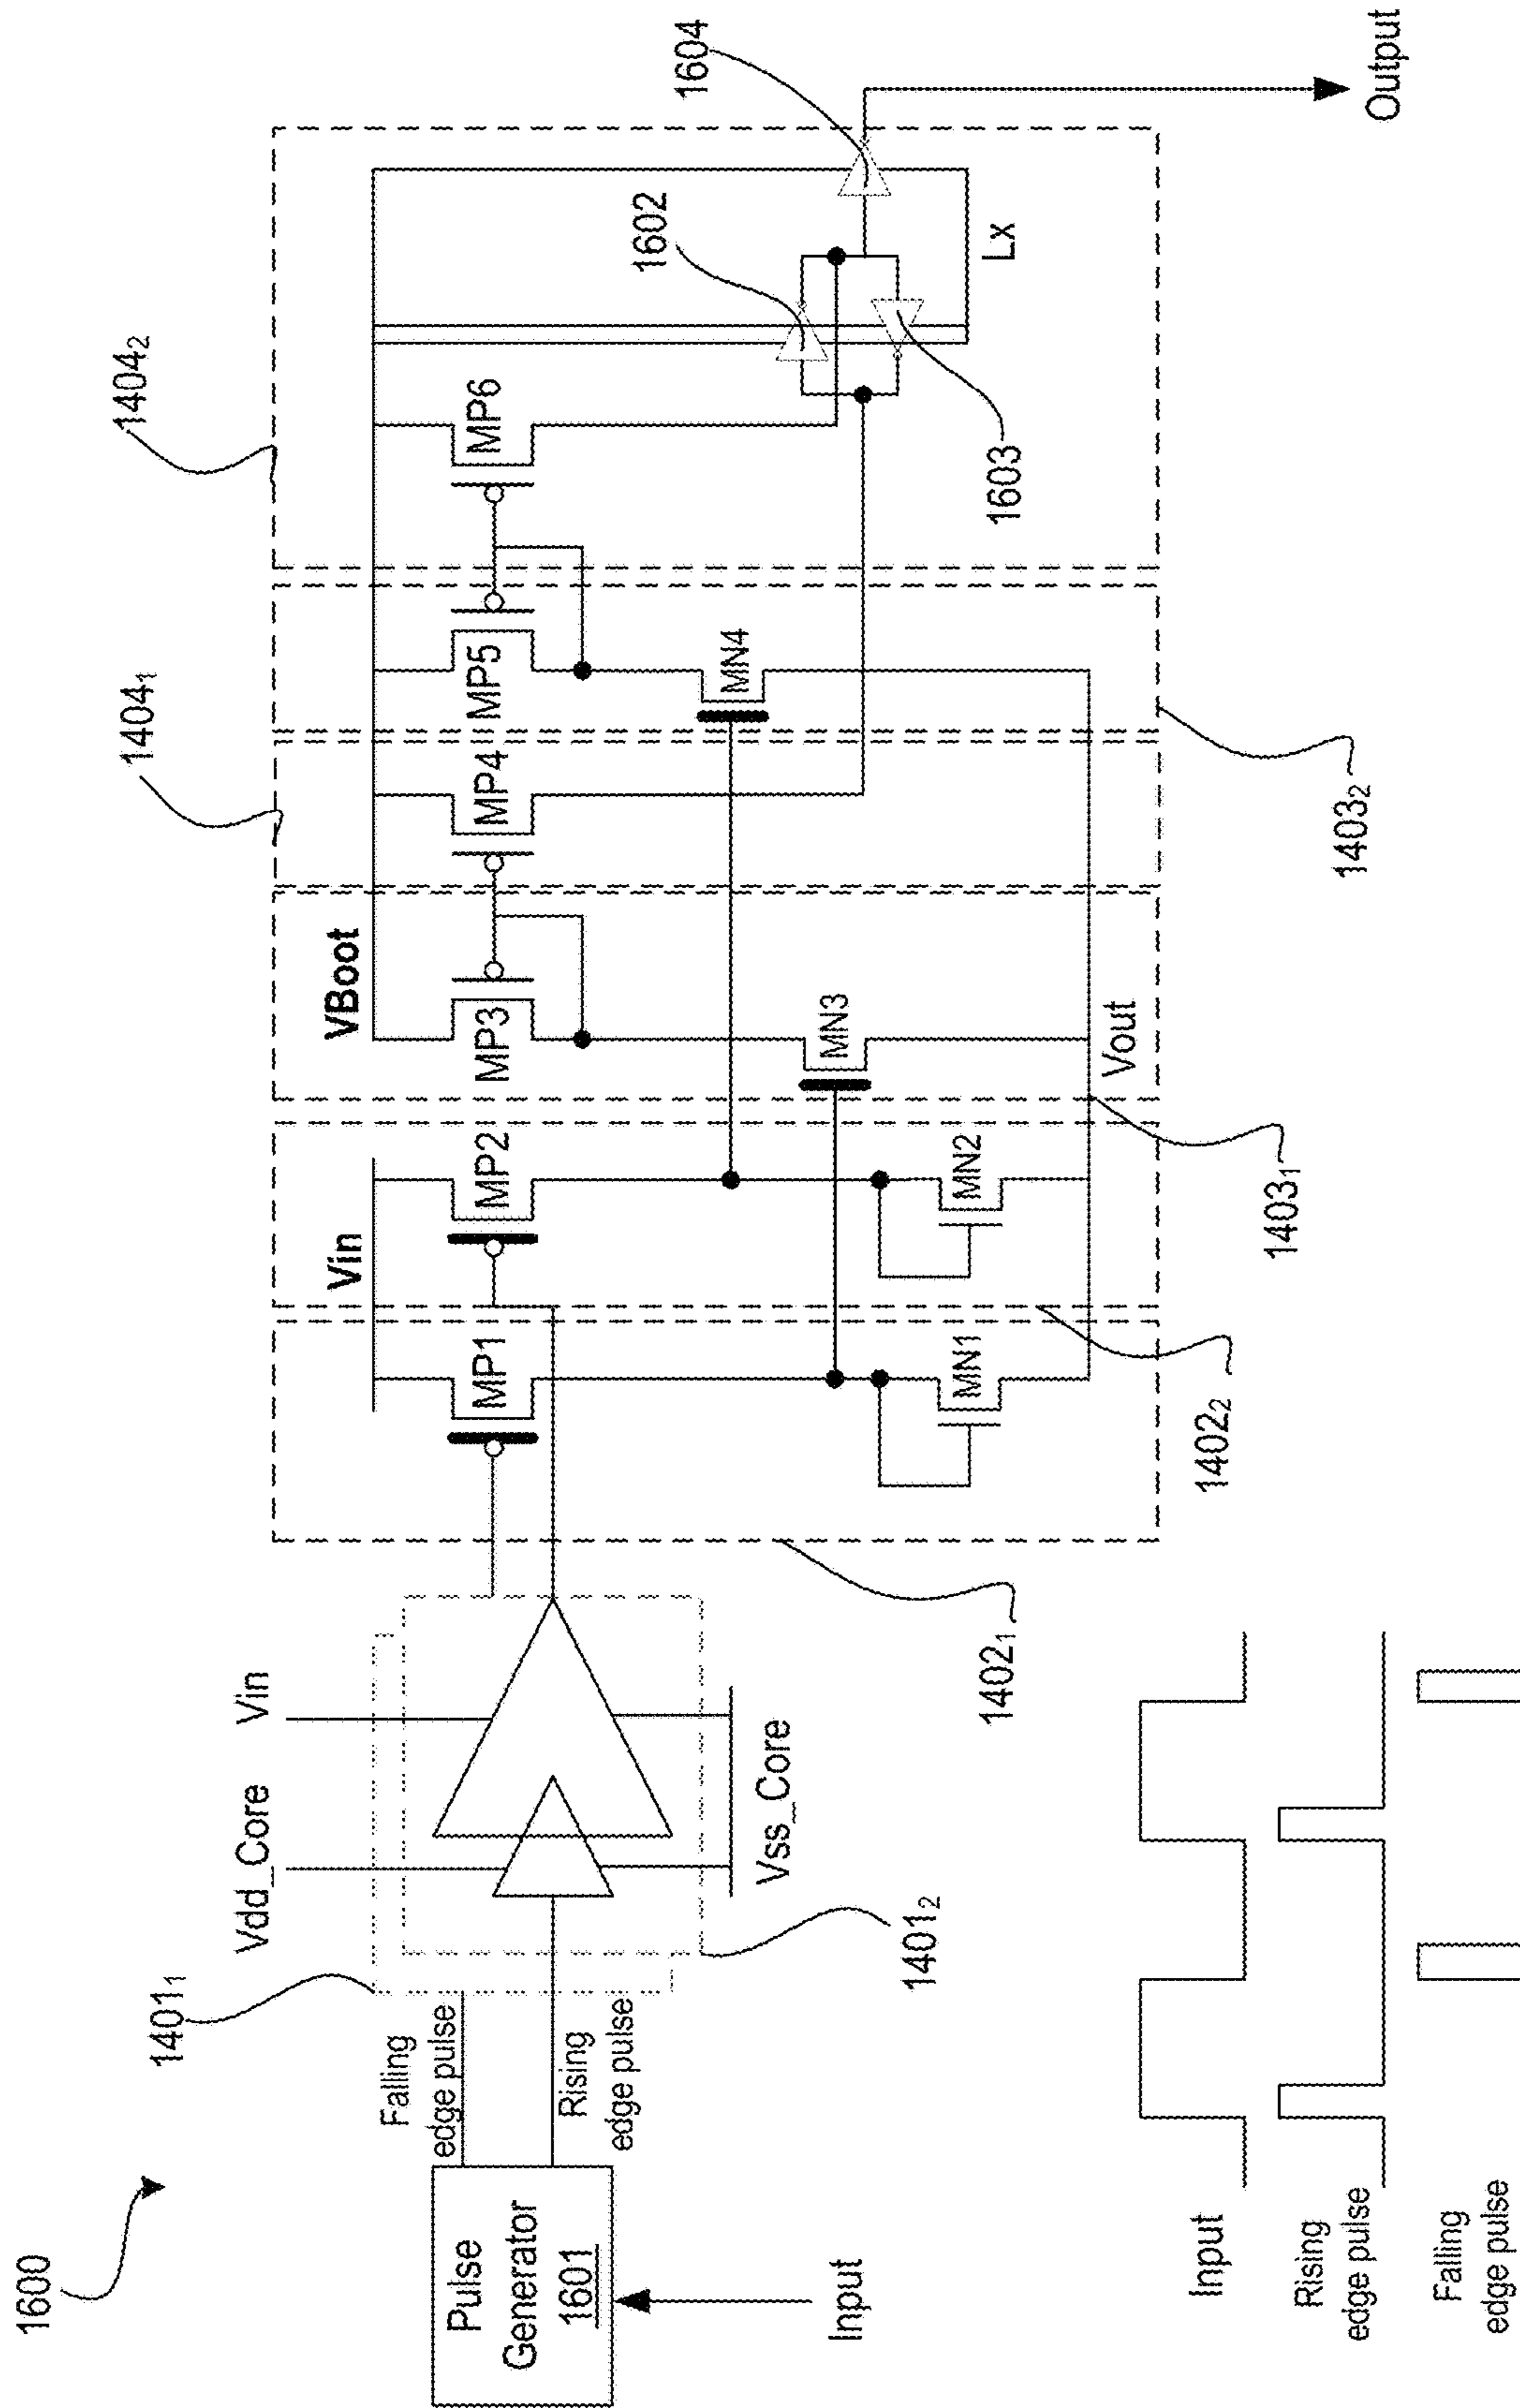 1600
1401₁
1404₁
1404₂
Vdd_Core
Vin
Vin
VBoot
MP1
MP2
MP3
MP4
MP5
MP6
1602
1604
Pulse
Generator
1601
Falling
edge pulse
Rising
edge pulse
MN4
MN3
MN1
MN2
1603
Lx
Vss_Core
Vout
Input
1401₂
1402₁
1402₂
1403₁
1403₂
Output
Input
Rising
edge pulse
Falling
edge pulse